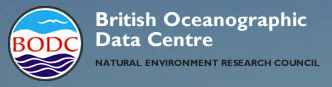 BODC
British Oceanographic
Data Centre
NATURAL ENVIRONMENT RESEARCH COUNCIL